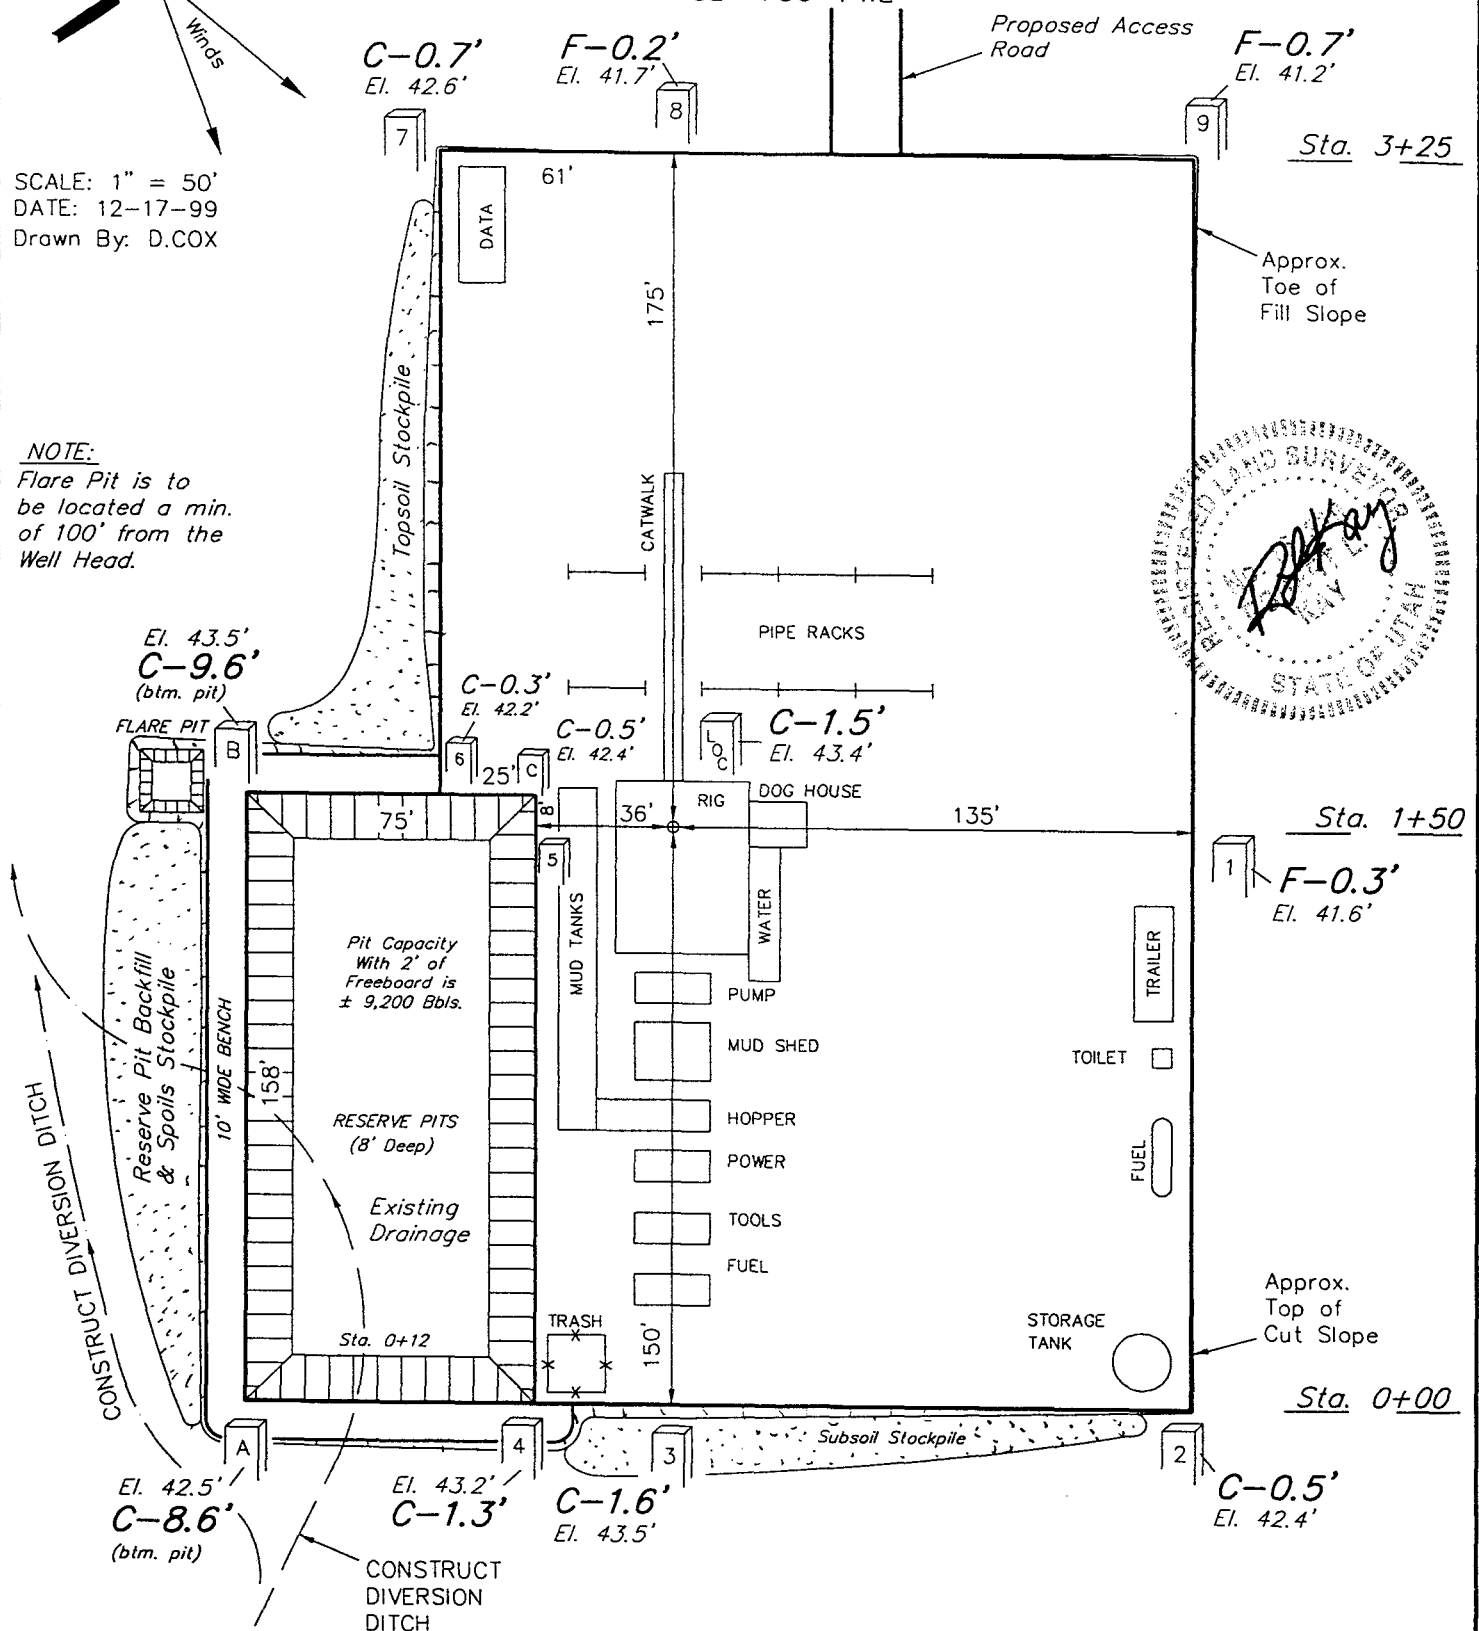 Winds
C-0.7'
El. 42.6'
F-0.2'
El. 41.7'
Proposed Access
Road
F-0.7'
El. 41.2'
7
8
9
Sta. 3+25
SCALE: 1" = 50'
DATE: 12-17-99
Drawn By: D.COX
61'
DATA
175'
Approx.
Toe of
Fill Slope
Topsoil Stockpile
NOTE:
Flare Pit is to
be located a min.
of 100' from the
Well Head.
CATWALK
PIPE RACKS
REGISTERED LAND SURVEYOR
KAY
STATE OF UTAH
El. 43.5'
C-9.6'
(btm. pit)
FLARE PIT
B
C-0.3'
El. 42.2'
6
25'
C-0.5'
El. 42.4'
C
LOC
C-1.5'
El. 43.4'
RIG
DOG HOUSE
75'
8'
36'
135'
Sta. 1+50
5
1
F-0.3'
El. 41.6'
MUD TANKS
WATER
TRAILER
Pit Capacity
With 2' of
Freeboard is
± 9,200 Bbls.
PUMP
MUD SHED
TOILET
Reserve Pit Backfill
& Spoils Stockpile
10' WIDE BENCH
158'
CONSTRUCT DIVERSION DITCH
RESERVE PITS
(8' Deep)
HOPPER
POWER
FUEL
Existing
Drainage
TOOLS
FUEL
Approx.
Top of
Cut Slope
TRASH
STORAGE
TANK
Sta. 0+12
150'
Sta. 0+00
A
4
3
Subsoil Stockpile
2
El. 42.5'
C-8.6'
(btm. pit)
El. 43.2'
C-1.3'
C-1.6'
El. 43.5'
C-0.5'
El. 42.4'
CONSTRUCT
DIVERSION
DITCH